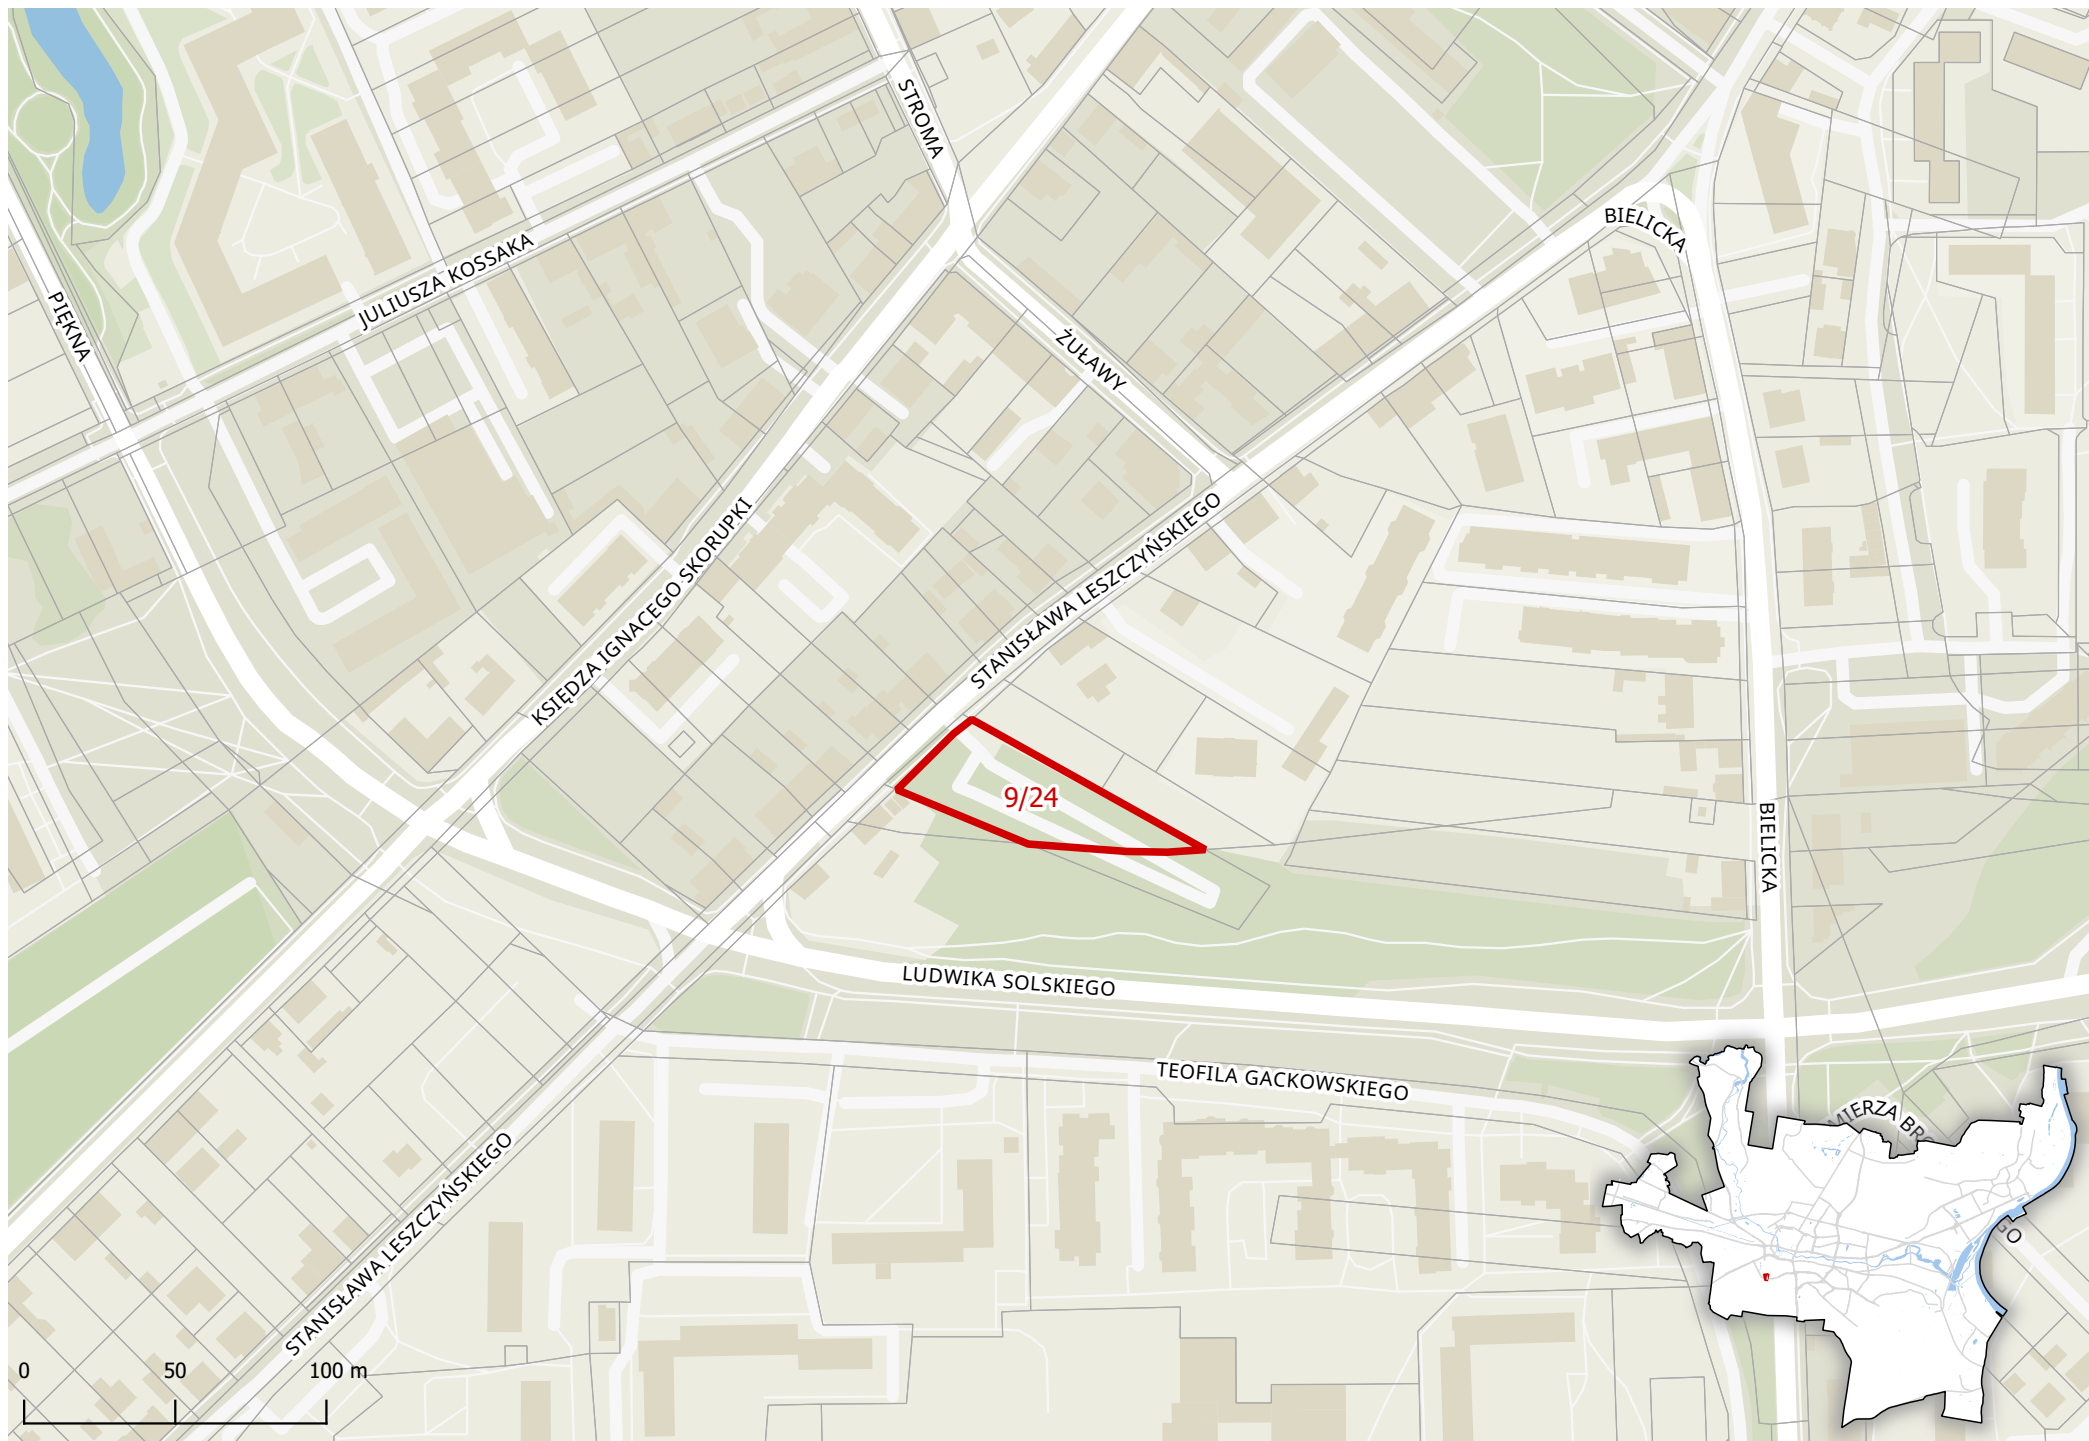 STROMA
BIELICKA
JULIUSZA KOSSAKA
PIĘKNA
ŻUŁAWY
KSIĘDZA IGNACEGO SKORUPKI
STANISŁAWA LESZCZYŃSKIEGO
9/24
BIELICKA
LUDWIKA SOLSKIEGO
TEOFILA GACKOWSKIEGO
STANISŁAWA LESZCZYŃSKIEGO
0 50 100 m